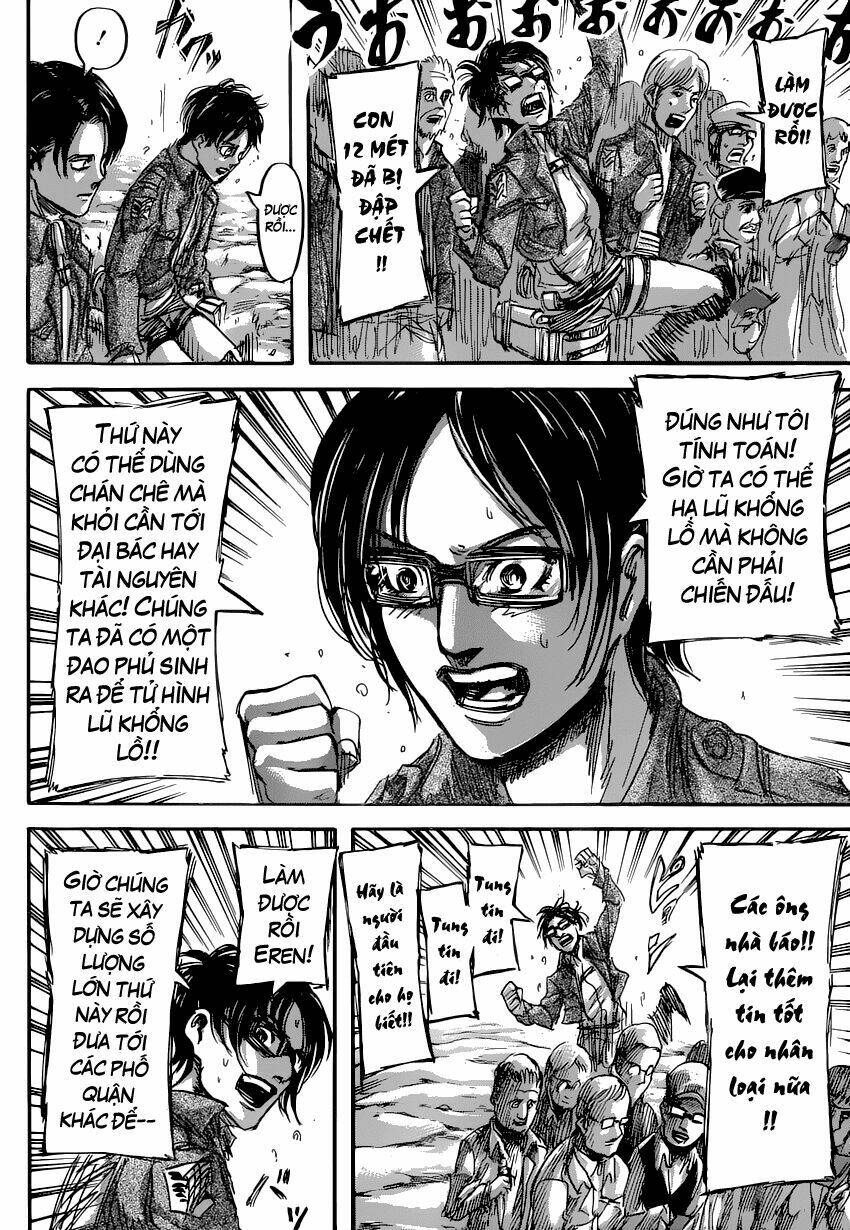 うおおおおおおおお
LÀM
ĐƯỢC
RỒI!
CON
12 MÉT
ĐÃ BỊ
ĐẬP
CHẾT
!!
!
ĐƯỢC
RỒI...
ĐÚNG NHƯ TÔI
TÍNH TOÁN!
GIỜ TA CÓ THỂ
HẠ LŨ KHỔNG
LỒ MÀ KHÔNG
CẦN PHẢI
CHIẾN ĐẤU!
THỨ NÀY
CÓ THỂ DÙNG
CHÁN CHÊ MÀ
KHỎI CẦN TỚI
ĐẠI BÁC HAY
TÀI NGUYÊN
KHÁC! CHÚNG
TA ĐÃ CÓ MỘT
ĐAO PHỦ SINH
RA ĐỂ TỬ HÌNH
LŨ KHỔNG
LỒ!!
CÁC ÔNG
NHÀ BÁO!!
LẠI THÊM
TIN TỐT
CHO NHÂN
LOẠI NỮA
!!
TUNG
TIN ĐI!
TUNG
TIN
ĐI!
HÃY LÀ
NGƯỜI
ĐẦU
TIÊN
CHO HỌ
BIẾT!!
LÀM
ĐƯỢC
RỒI
EREN!
GIỜ CHÚNG
TA SẼ XÂY
DỰNG SỐ
LƯỢNG
LỚN THỨ
NÀY RỒI
ĐƯA TỚI
CÁC PHỐ
QUẬN
KHÁC ĐỂ--